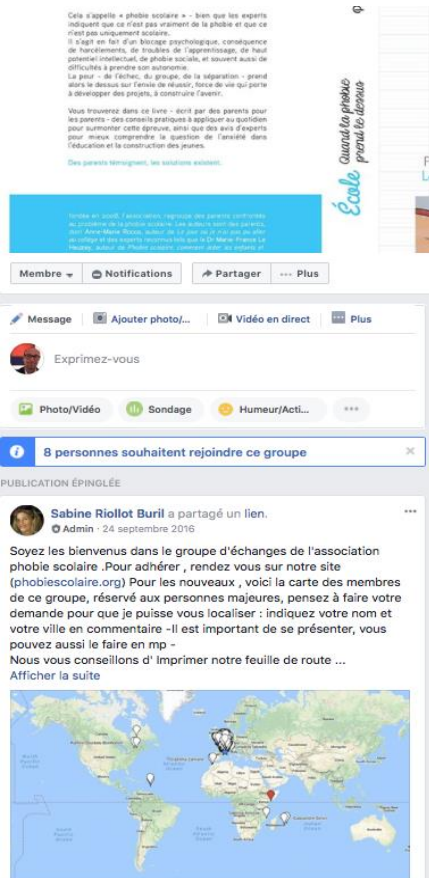 Cela s'appelle « phobie scolaire » - bien que les experts
indiquent que ce n'est pas vraiment de la phobie et que ce
n'est pas uniquement scolaire.
Il s'agit en fait d'un blocage psychologique, conséquence
de harcèlements, de troubles de l'apprentissage, de haut
potentiel intellectuel, de phobie sociale, et souvent aussi de
difficultés à prendre son autonomie.
La peur - de l'échec, du groupe, de la séparation - prend
alors le dessus sur l'envie de réussir, force de vie qui porte
à développer des projets, à construire l'avenir.
Vous trouverez dans ce livre - écrit par des parents pour
les parents - des conseils pratiques à appliquer au quotidien
pour surmonter cette épreuve, ainsi que des avis d'experts
pour mieux comprendre la question de l'anxiété dans
l'éducation et la construction des jeunes.
Des parents témoignent, les solutions existent.
École Quand la phobie
prend le dessus
Membre
Notifications
Partager
Plus
Message
Ajouter photo/...
Vidéo en direct
Plus
Exprimez-vous
Photo/Vidéo
Sondage
Humeur/Acti...
8 personnes souhaitent rejoindre ce groupe
PUBLICATION ÉPINGLÉE
Sabine Riollot Buril a partagé un lien.
Admin · 24 septembre 2016
Soyez les bienvenus dans le groupe d'échanges de l'association
phobie scolaire .Pour adhérer , rendez vous sur notre site
(phobiescolaire.org) Pour les nouveaux , voici la carte des membres
de ce groupe, réservé aux personnes majeures, pensez à faire votre
demande pour que je puisse vous localiser : indiquez votre nom et
votre ville en commentaire -Il est important de se présenter, vous
pouvez aussi le faire en mp -
Nous vous conseillons d' Imprimer notre feuille de route ...
Afficher la suite